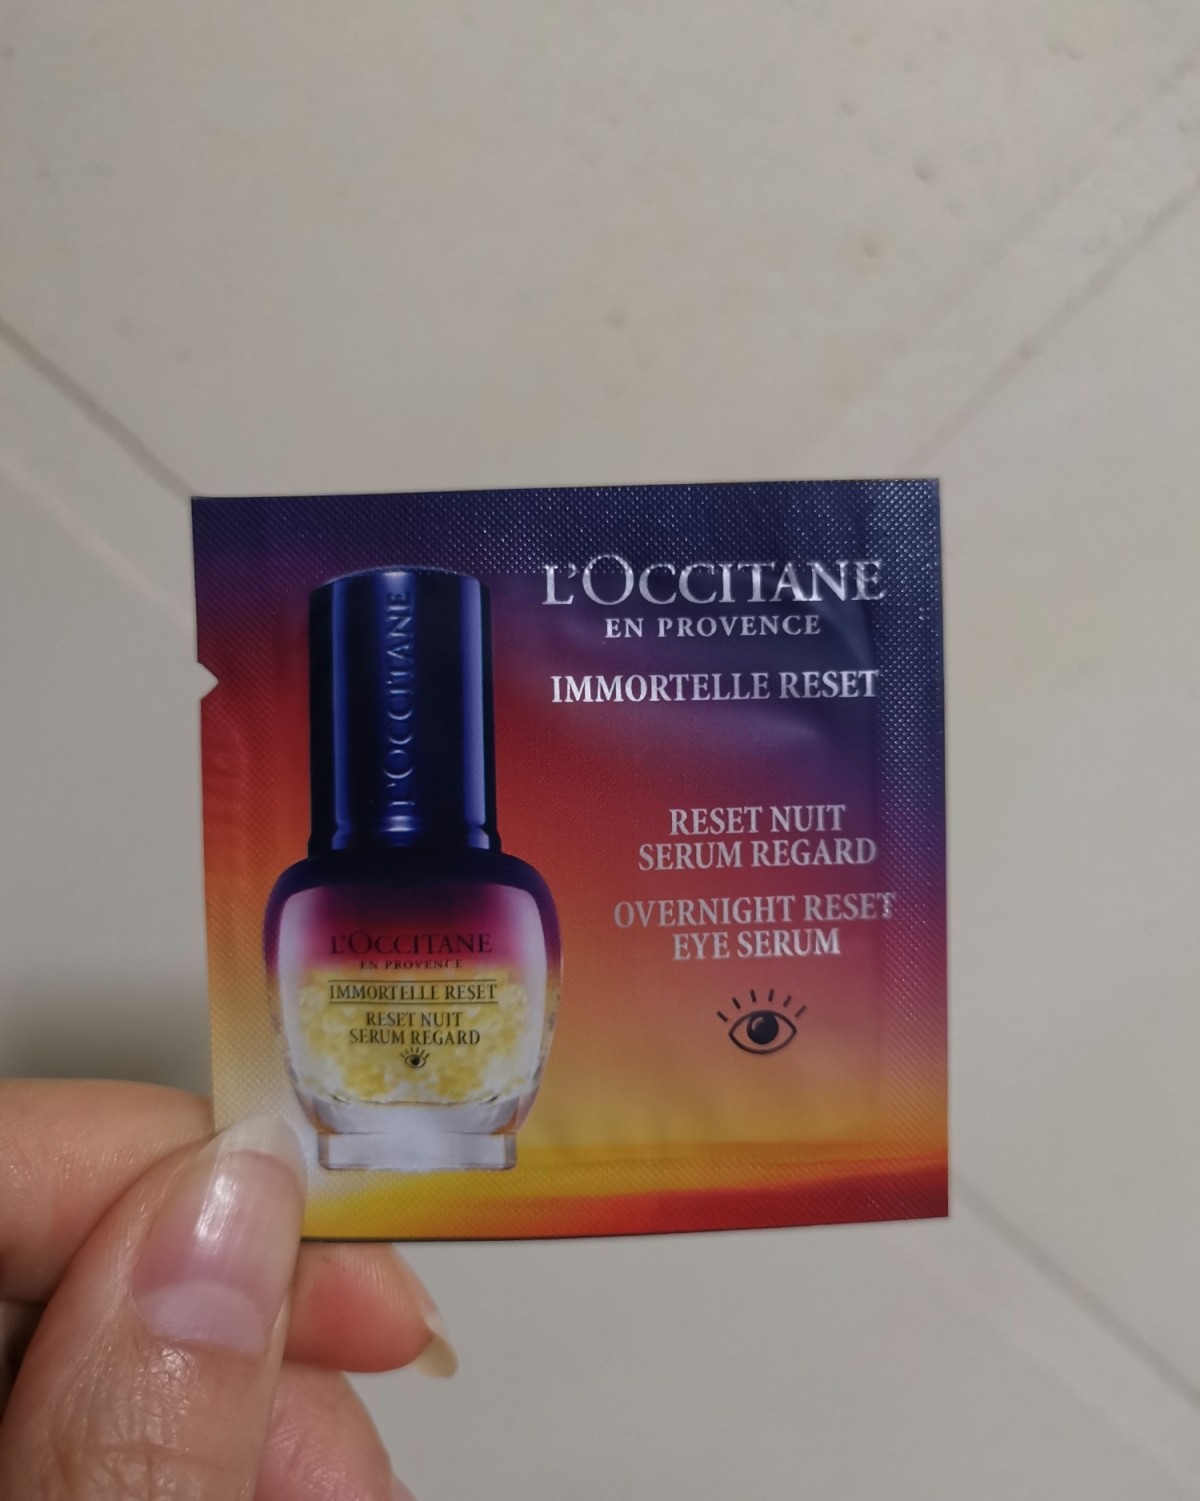 L'OCCITANE
EN PROVENCE
IMMORTELLE RESET
RESET NUIT
SERUM REGARD
OVERNIGHT RESET
EYE SERUM
L'OCCITANE
L'OCCITANE
EN PROVENCE
IMMORTELLE RESET
RESET NUIT
SERUM REGARD